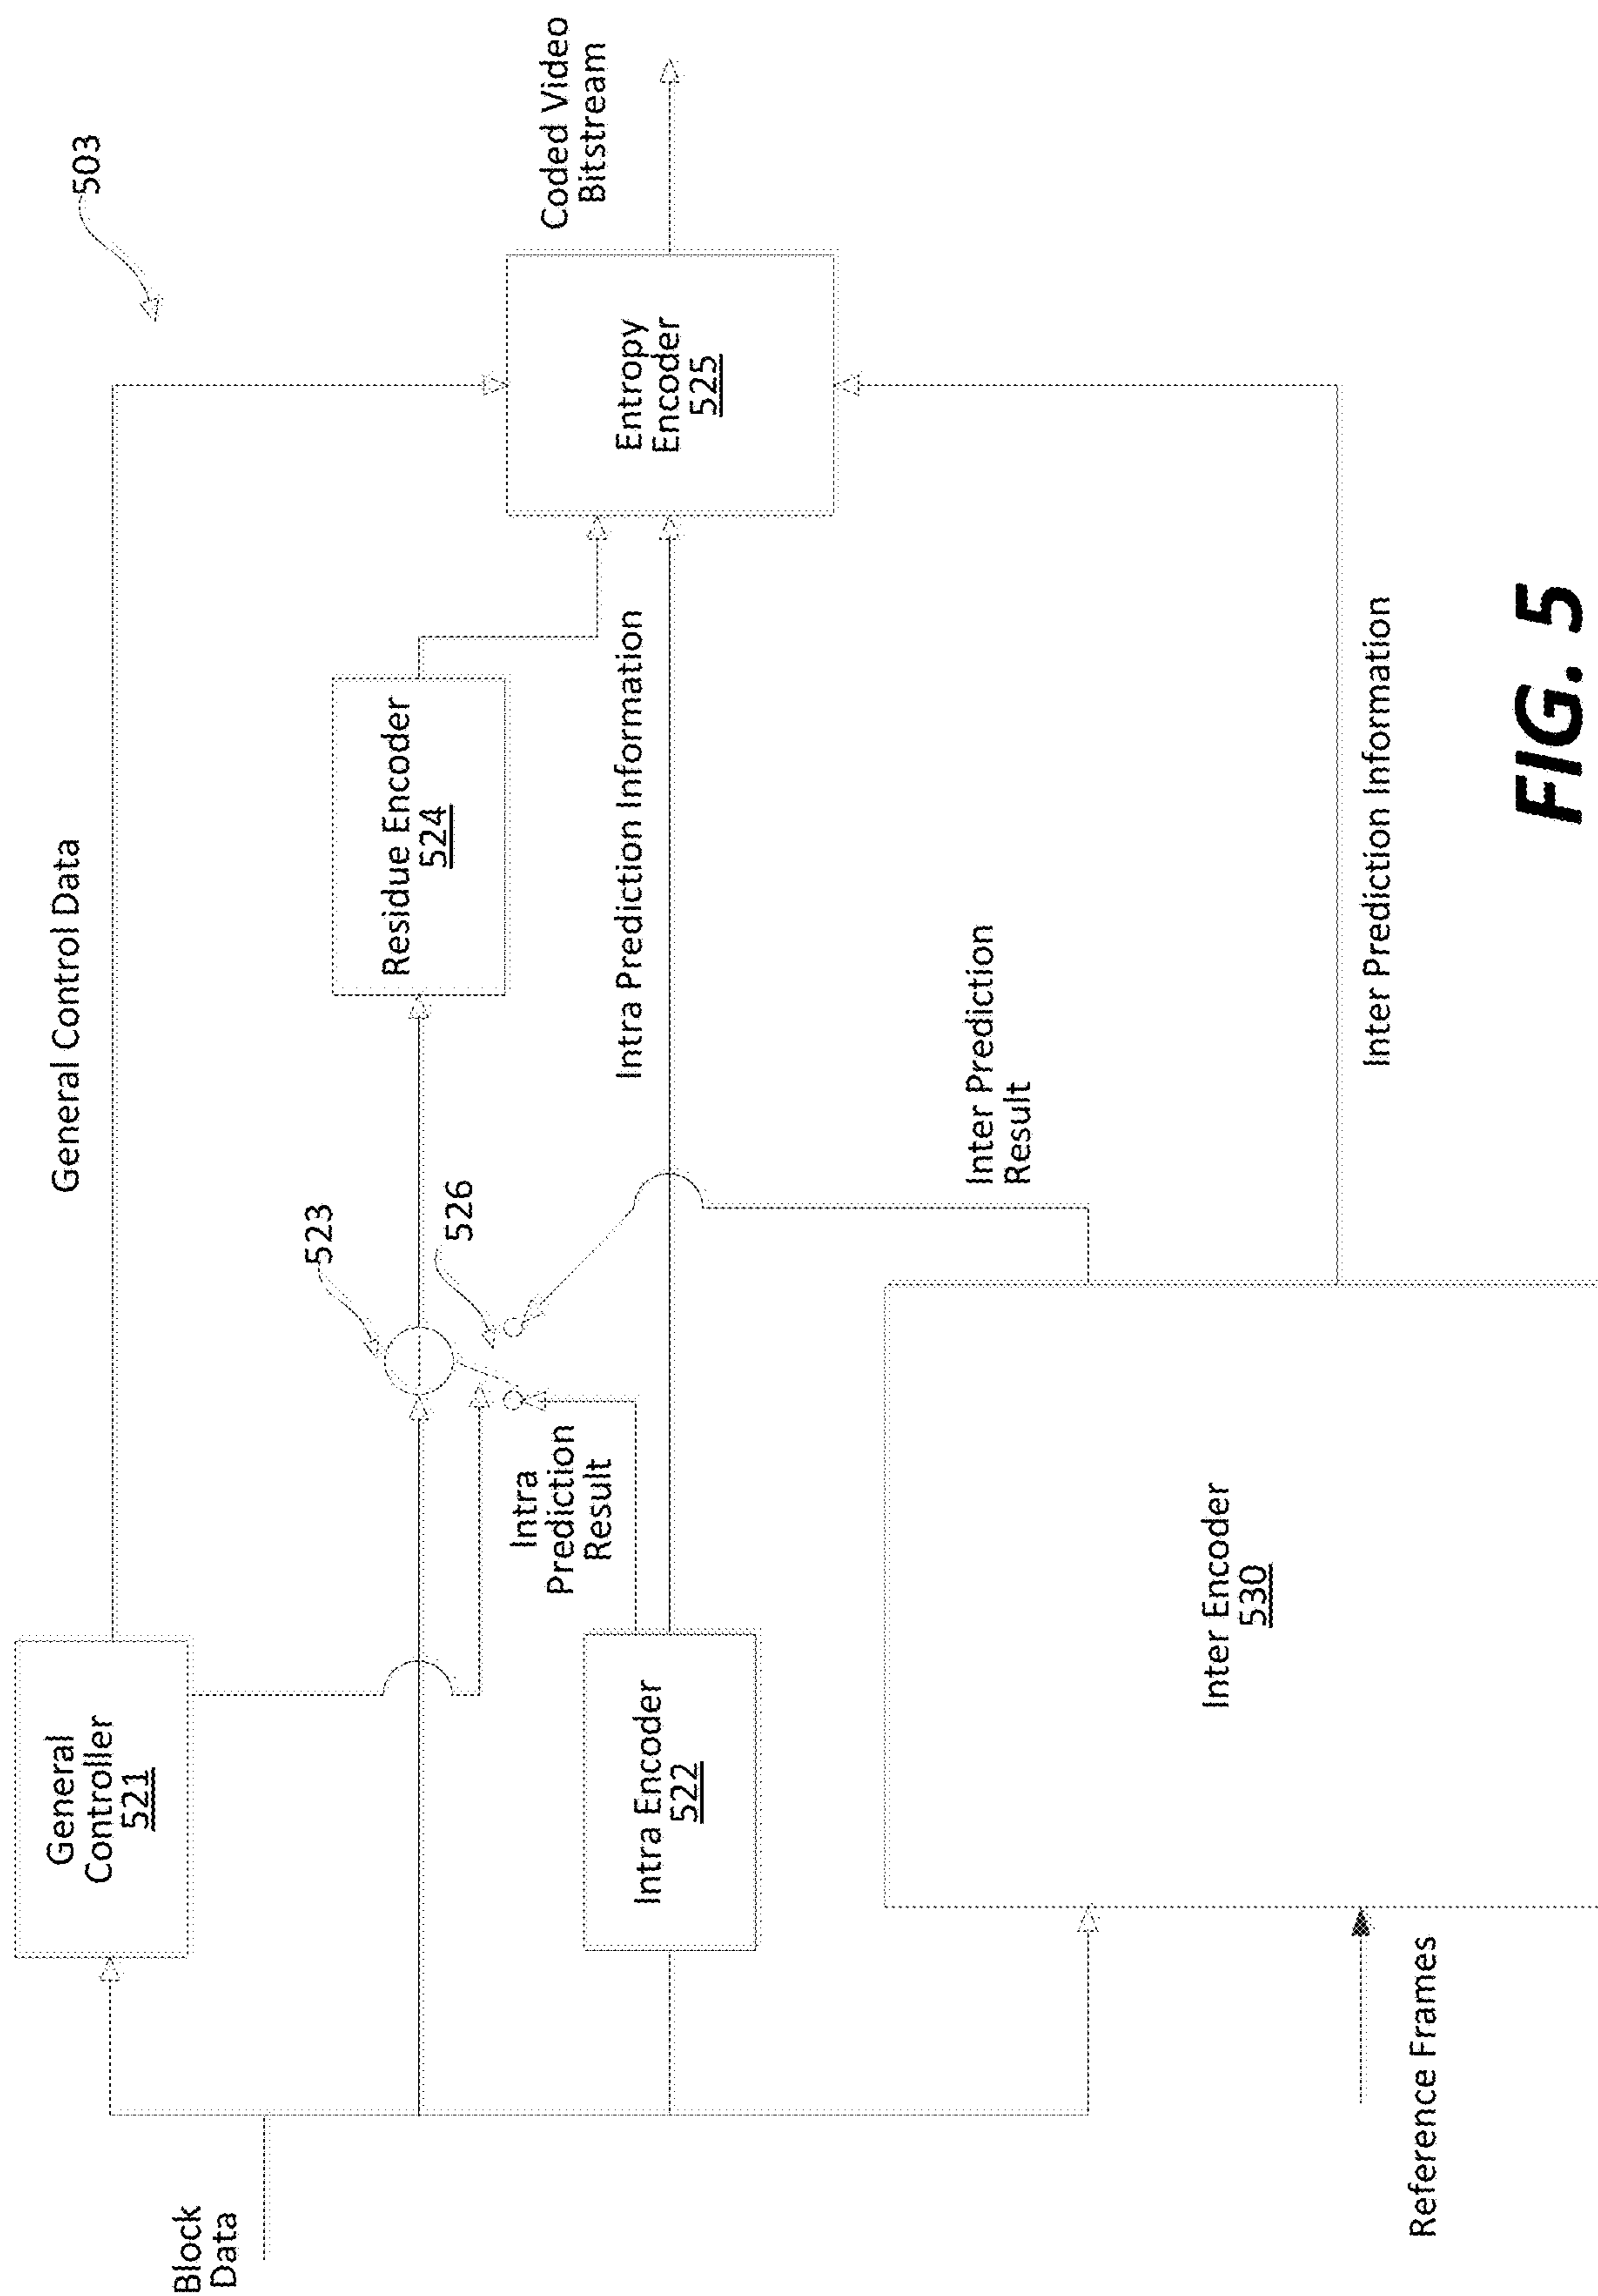 503
General Control Data
General
Controller
521
Block
Data
523
526
Residue Encoder
524
Coded Video
Bitstream
Entropy
Encoder
525
Intra
Prediction
Result
Intra Prediction Information
Intra Encoder
522
Inter Prediction
Result
Inter Encoder
530
Inter Prediction Information
Reference Frames
FIG. 5